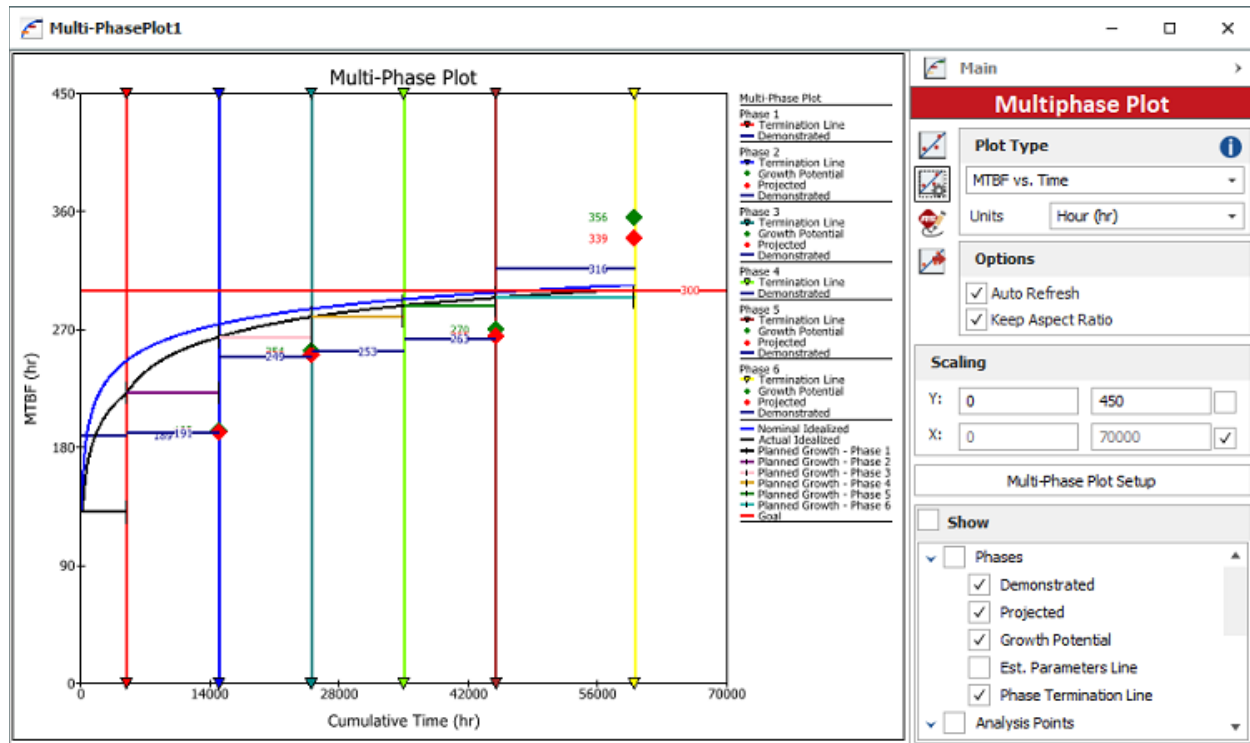 Multi-PhasePlot1
Multi-Phase Plot
450
360
270
180
90
0
MTBF (hr)
0
14000
28000
42000
56000
70000
Cumulative Time (hr)
356
339
316
300
270
263
253
249
191
Multi-Phase Plot
Phase 1
Termination Line
Demonstrated
Phase 2
Termination Line
Growth Potential
Projected
Demonstrated
Phase 3
Termination Line
Growth Potential
Projected
Demonstrated
Phase 4
Termination Line
Demonstrated
Phase 5
Termination Line
Growth Potential
Projected
Demonstrated
Phase 6
Termination Line
Growth Potential
Projected
Demonstrated
Nominal Idealized
Actual Idealized
Planned Growth - Phase 1
Planned Growth - Phase 2
Planned Growth - Phase 3
Planned Growth - Phase 4
Planned Growth - Phase 5
Planned Growth - Phase 6
Goal
Main
Multiphase Plot
Plot Type
MTBF vs. Time
Units Hour (hr)
Options
Auto Refresh
Keep Aspect Ratio
Scaling
Y: 0 450
X: 0 70000
Multi-Phase Plot Setup
Show
Phases
Demonstrated
Projected
Growth Potential
Est. Parameters Line
Phase Termination Line
Analysis Points